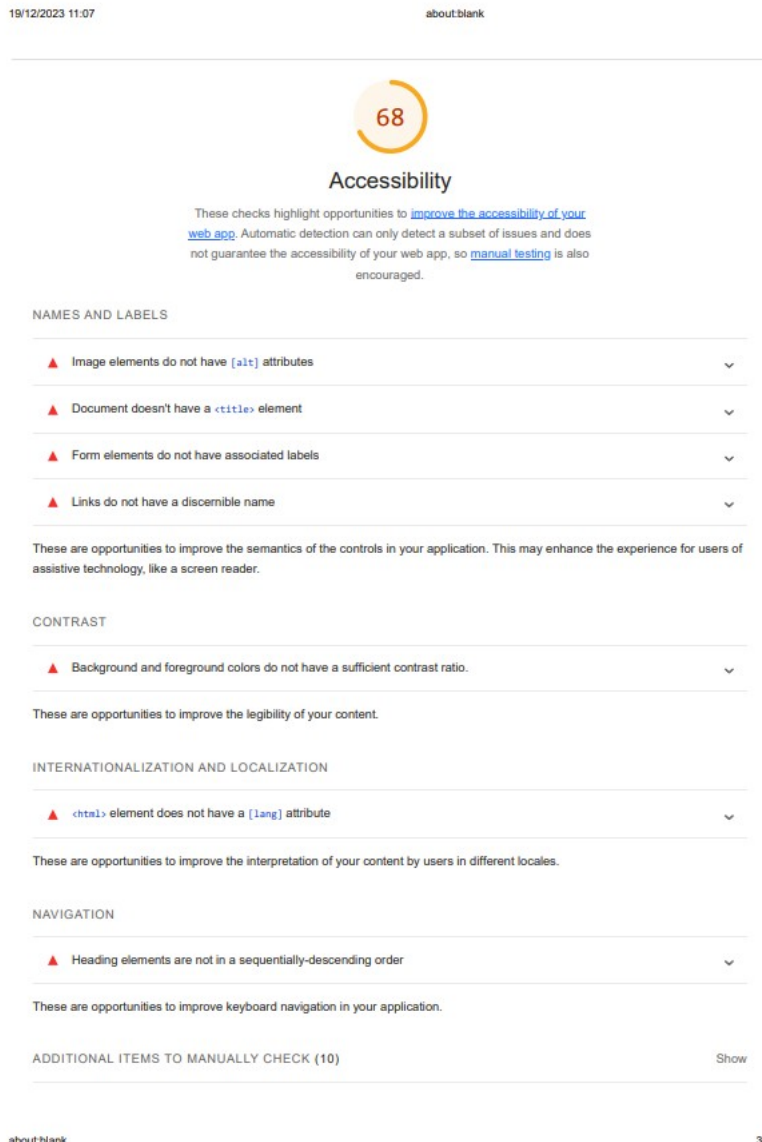 19/12/2023 11:07
about:blank
68
Accessibility
These checks highlight opportunities to improve the accessibility of your
web app. Automatic detection can only detect a subset of issues and does
not guarantee the accessibility of your web app, so manual testing is also
encouraged.
NAMES AND LABELS
Image elements do not have [alt] attributes
Document doesn't have a <title> element
Form elements do not have associated labels
Links do not have a discernible name
These are opportunities to improve the semantics of the controls in your application. This may enhance the experience for users of
assistive technology, like a screen reader.
CONTRAST
Background and foreground colors do not have a sufficient contrast ratio.
These are opportunities to improve the legibility of your content.
INTERNATIONALIZATION AND LOCALIZATION
<html> element does not have a [lang] attribute
These are opportunities to improve the interpretation of your content by users in different locales.
NAVIGATION
Heading elements are not in a sequentially-descending order
These are opportunities to improve keyboard navigation in your application.
ADDITIONAL ITEMS TO MANUALLY CHECK (10)
Show
about:blank
3